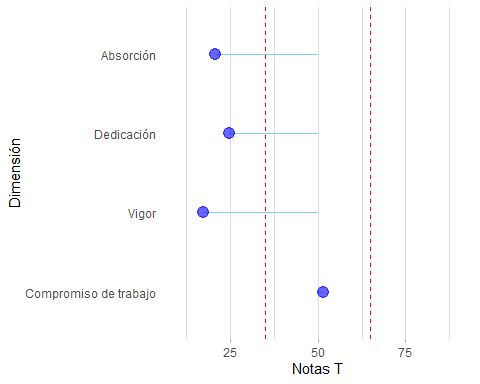 Dimensión
Absorción
Dedicación
Vigor
Compromiso de trabajo
25
50
75
Notas T